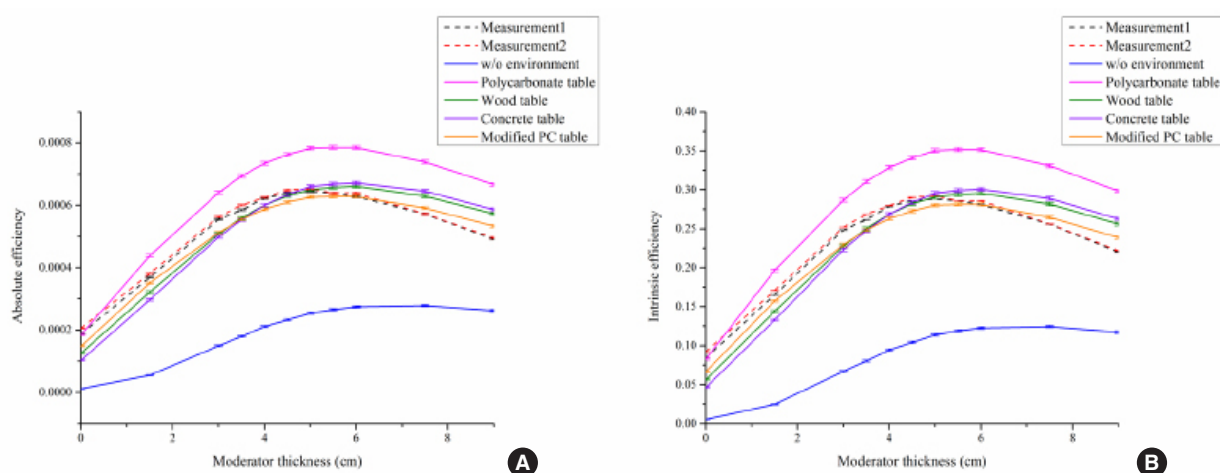 Measurement1
Measurement2
w/o environment
Polycarbonate table
Wood table
Concrete table
Modified PC table
0.0008
0.0006
0.0004
0.0002
0.0000
Absolute efficiency
0 2 4 6 8
Moderator thickness (cm)
A
Measurement1
Measurement2
w/o environment
Polycarbonate table
Wood table
Concrete table
Modified PC table
0.40
0.35
0.30
0.25
0.20
0.15
0.10
0.05
0.00
Intrinsic efficiency
0 2 4 6 8
Moderator thickness (cm)
B